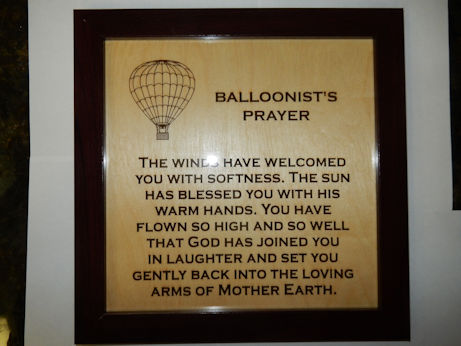 BALLOONIST'S
PRAYER
THE WINDS HAVE WELCOMED
YOU WITH SOFTNESS. THE SUN
HAS BLESSED YOU WITH HIS
WARM HANDS. YOU HAVE
FLOWN SO HIGH AND SO WELL
THAT GOD HAS JOINED YOU
IN LAUGHTER AND SET YOU
GENTLY BACK INTO THE LOVING
ARMS OF MOTHER EARTH.